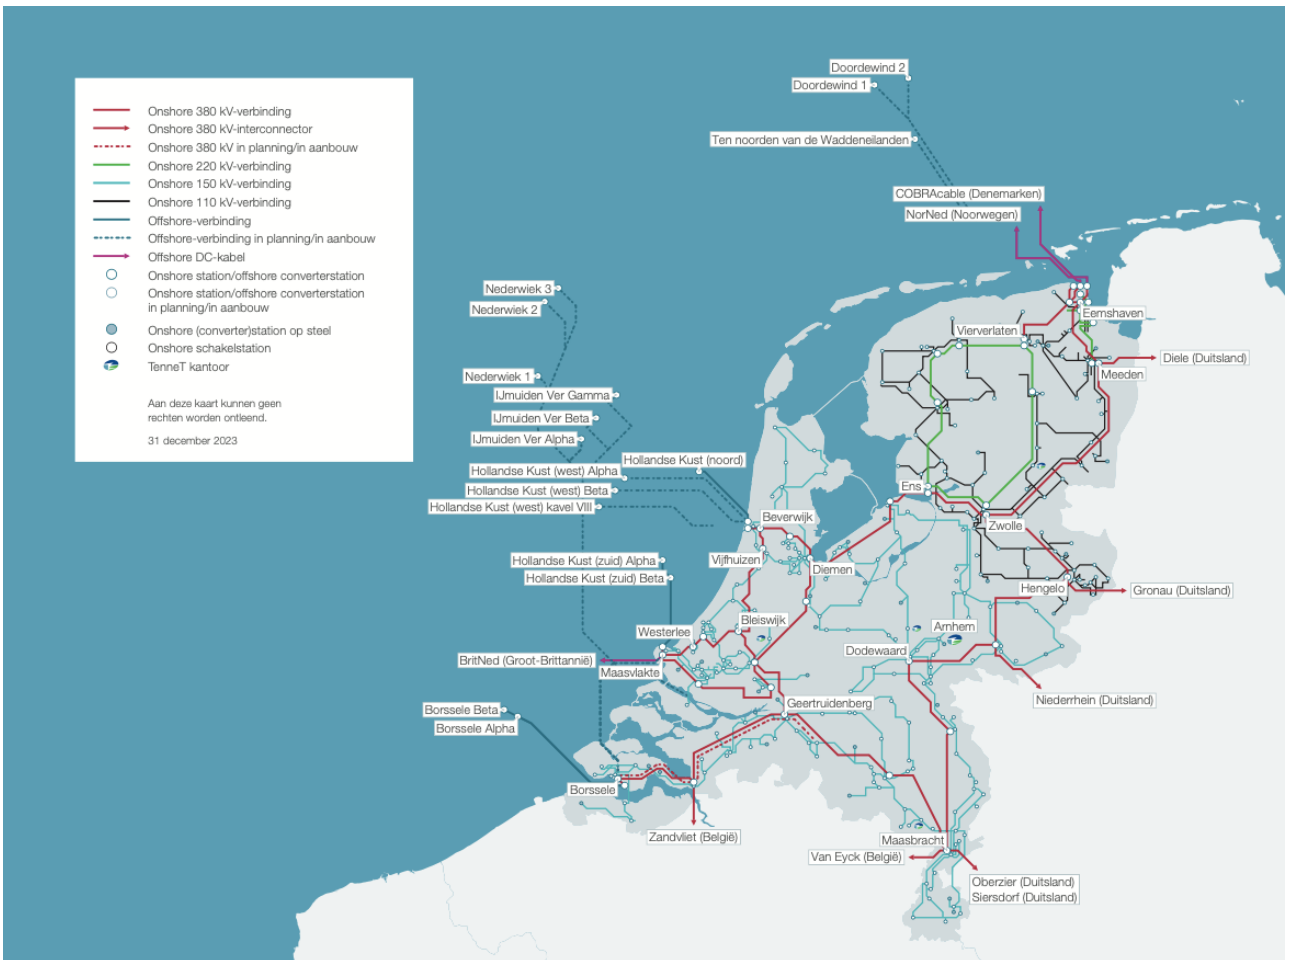 Onshore 380 kV-verbinding
Onshore 380 kV-interconnector
Onshore 380 kV in planning/in aanbouw
Onshore 220 kV-verbinding
Onshore 150 kV-verbinding
Onshore 110 kV-verbinding
Offshore-verbinding
Offshore-verbinding in planning/in aanbouw
Offshore DC-kabel
Onshore station/offshore converterstation
Onshore station/offshore converterstation
in planning/in aanbouw
Onshore (converter)station op steel
Onshore schakelstation
TenneT kantoor
Aan deze kaart kunnen geen
rechten worden ontleend.
31 december 2023
Doordewind 2
Doordewind 1
Ten noorden van de Waddeneilanden
COBRAcable (Denemarken)
NorNed (Noorwegen)
Nederwiek 3
Nederwiek 2
Eemshaven
Vierverlaten
Diele (Duitsland)
Meeden
Nederwiek 1
IJmuiden Ver Gamma
IJmuiden Ver Beta
IJmuiden Ver Alpha
Hollandse Kust (noord)
Hollandse Kust (west) Alpha
Hollandse Kust (west) Beta
Hollandse Kust (west) kavel VIII
Ens
Beverwijk
Zwolle
Vijfhuizen
Diemen
Hollandse Kust (zuid) Alpha
Hollandse Kust (zuid) Beta
Hengelo
Gronau (Duitsland)
Bleiswijk
Arnhem
Westerlee
Dodewaard
BritNed (Groot-Brittannië)
Maasvlakte
Niederrhein (Duitsland)
Geertruidenberg
Borssele Beta
Borssele Alpha
Borssele
Zandvliet (België)
Maasbracht
Van Eyck (België)
Oberzier (Duitsland)
Siersdorf (Duitsland)